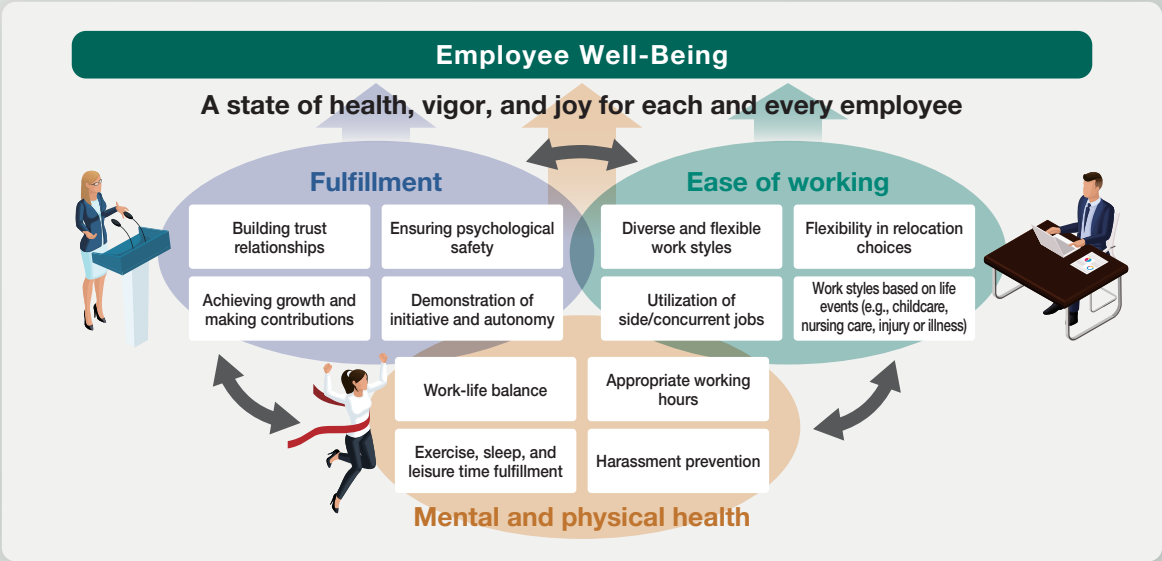 Employee Well-Being
A state of health, vigor, and joy for each and every employee
Fulfillment
Building trust
relationships
Ensuring psychological
safety
Achieving growth and
making contributions
Demonstration of
initiative and autonomy
Ease of working
Diverse and flexible
work styles
Flexibility in relocation
choices
Utilization of
side/concurrent jobs
Work styles based on life
events (e.g., childcare,
nursing care, injury or illness)
Work-life balance
Appropriate working
hours
Exercise, sleep, and
leisure time fulfillment
Harassment prevention
Mental and physical health